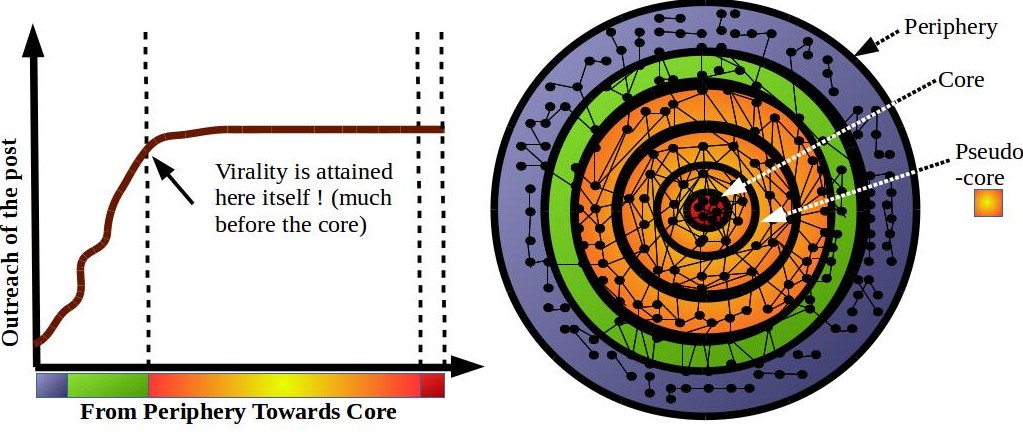 Outreach of the post
Virality is attained
here itself ! (much
before the core)
From Periphery Towards Core
Periphery
Core
Pseudo
-core